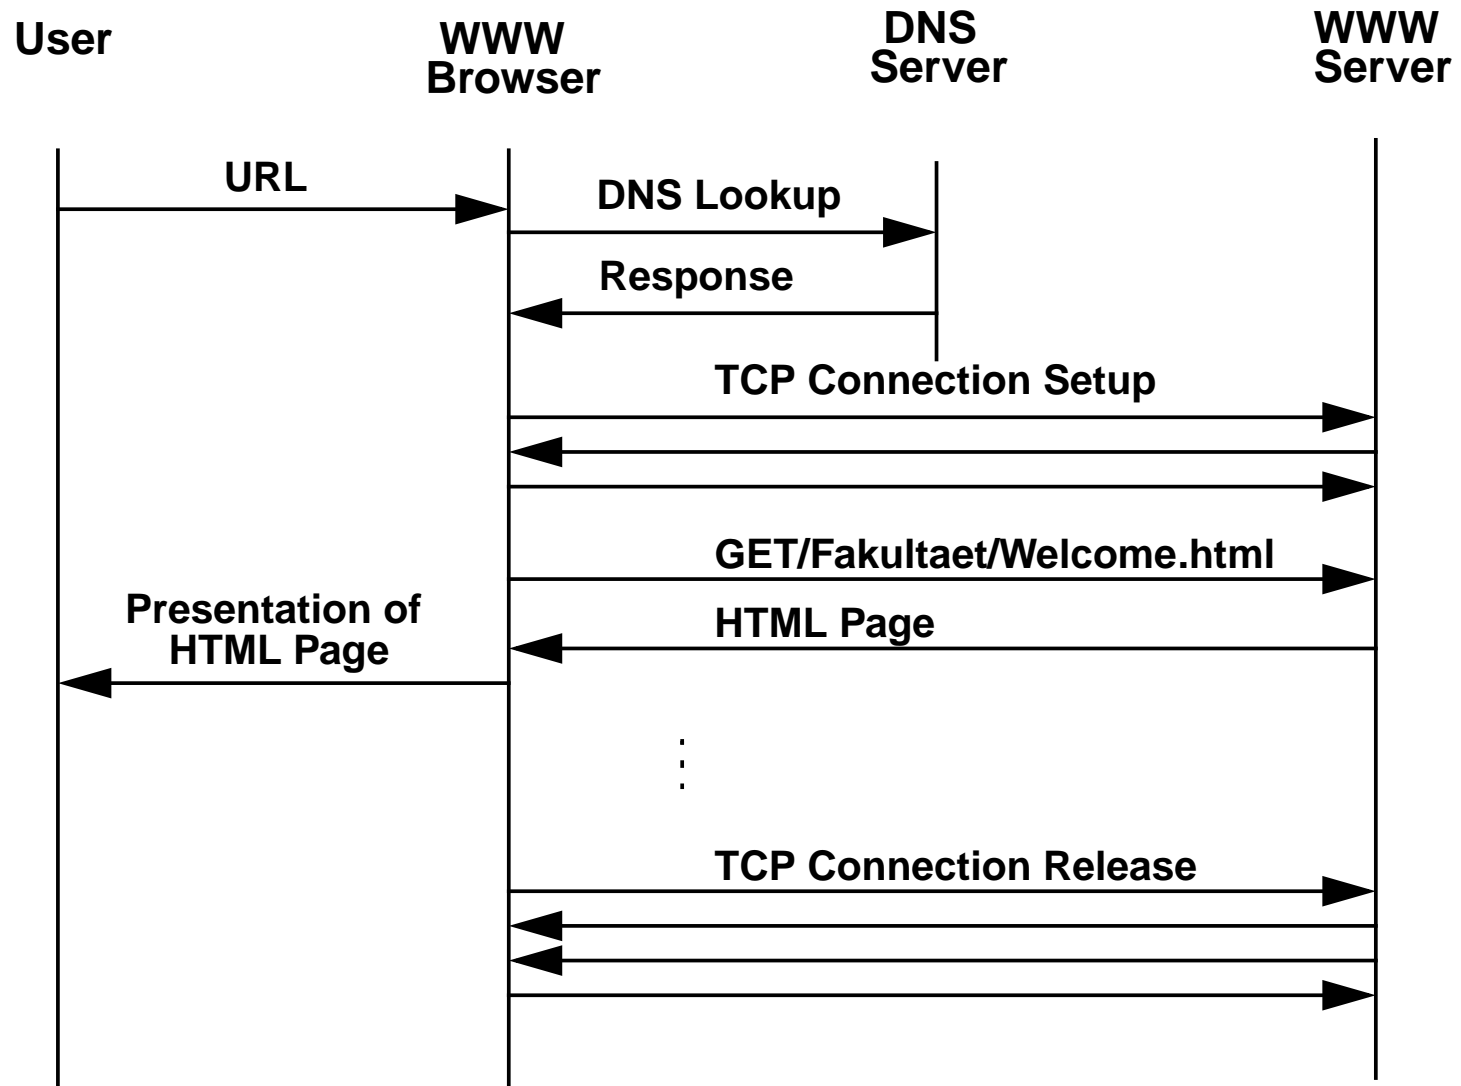 User
WWW
Browser
DNS
Server
WWW
Server
URL
DNS Lookup
Response
TCP Connection Setup
GET/Fakultaet/Welcome.html
Presentation of
HTML Page
HTML Page
TCP Connection Release